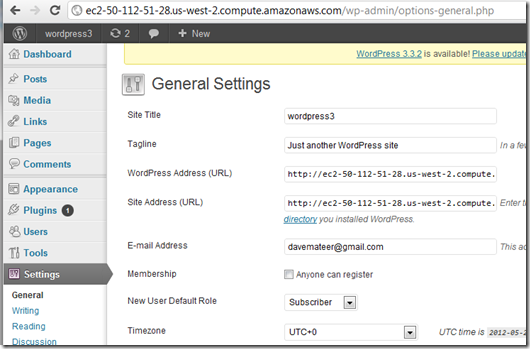 ec2-50-112-51-28.us-west-2.compute.amazonaws.com/wp-admin/options-general.php
wordpress3 2 + New
Dashboard
Posts
Media
Links
Pages
Comments
Appearance
Plugins 1
Users
Tools
Settings
General
Writing
Reading
Discussion
WordPress 3.3.2 is available! Please update
General Settings
Site Title wordpress3
Tagline Just another WordPress site In a few
WordPress Address (URL) http://ec2-50-112-51-28.us-west-2.compute.
Site Address (URL) http://ec2-50-112-51-28.us-west-2.compute. Enter t
directory you installed WordPress.
E-mail Address davemateer@gmail.com This ad
Membership Anyone can register
New User Default Role Subscriber
Timezone UTC+0 UTC time is 2012-05-2